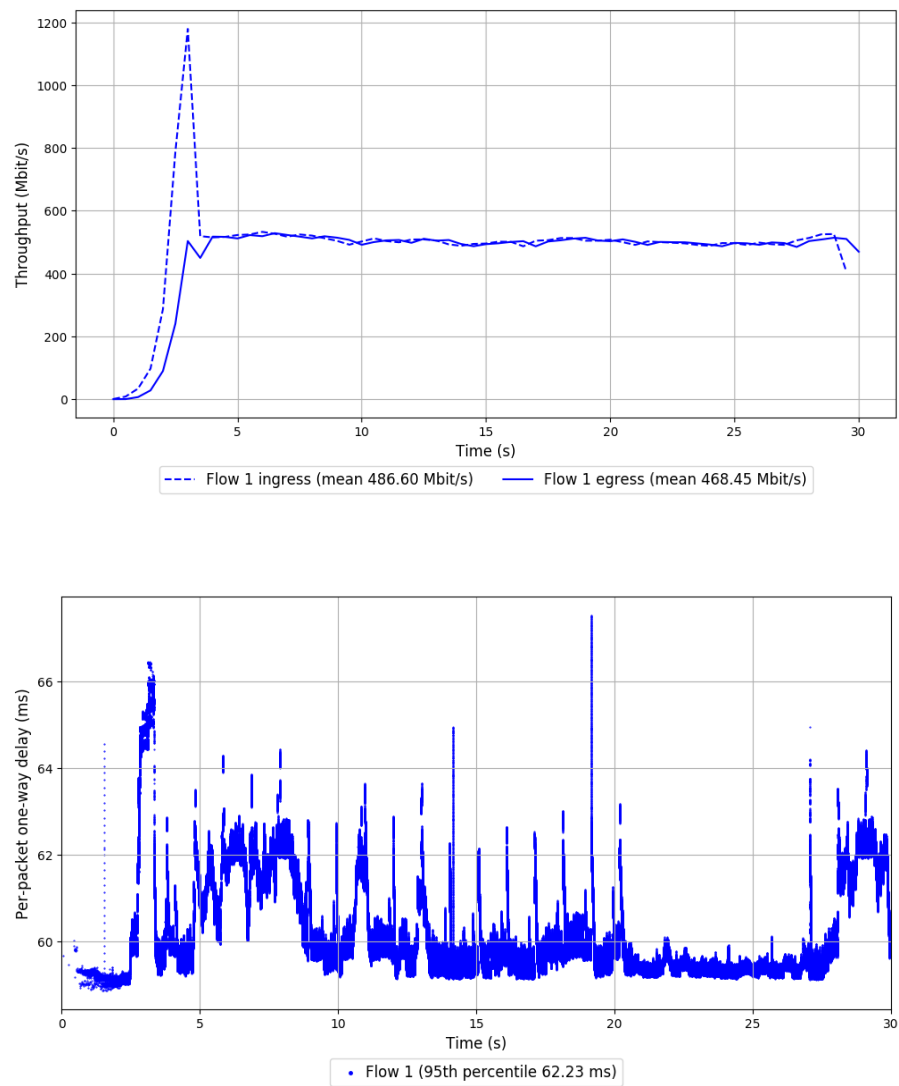 1200
1000
800
600
400
200
0
Throughput (Mbit/s)
0 5 10 15 20 25 30
Time (s)
Flow 1 ingress (mean 486.60 Mbit/s) Flow 1 egress (mean 468.45 Mbit/s)
66
64
62
60
Per-packet one-way delay (ms)
0 5 10 15 20 25 30
Time (s)
Flow 1 (95th percentile 62.23 ms)